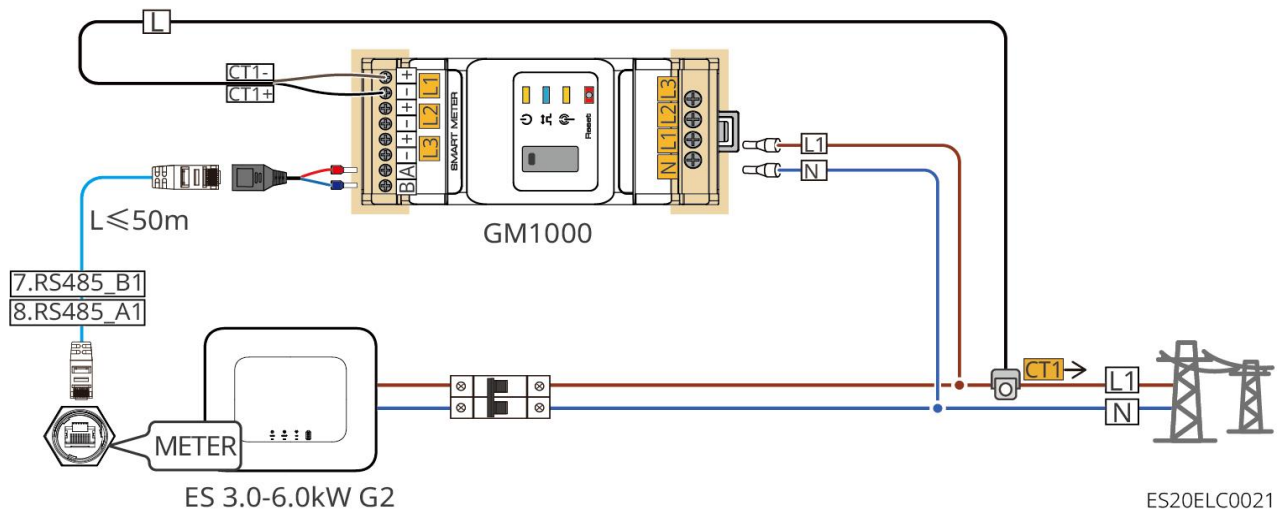 L
CT1-
CT1+
+
-
+
-
+
-
A
B
L1
L2
L3
SMART METER
Reset
L3
L2
L1
N
L1
N
GM1000
L≤50m
7.RS485_B1
8.RS485_A1
METER
ES 3.0-6.0kW G2
CT1→
L1
N
ES20ELC0021